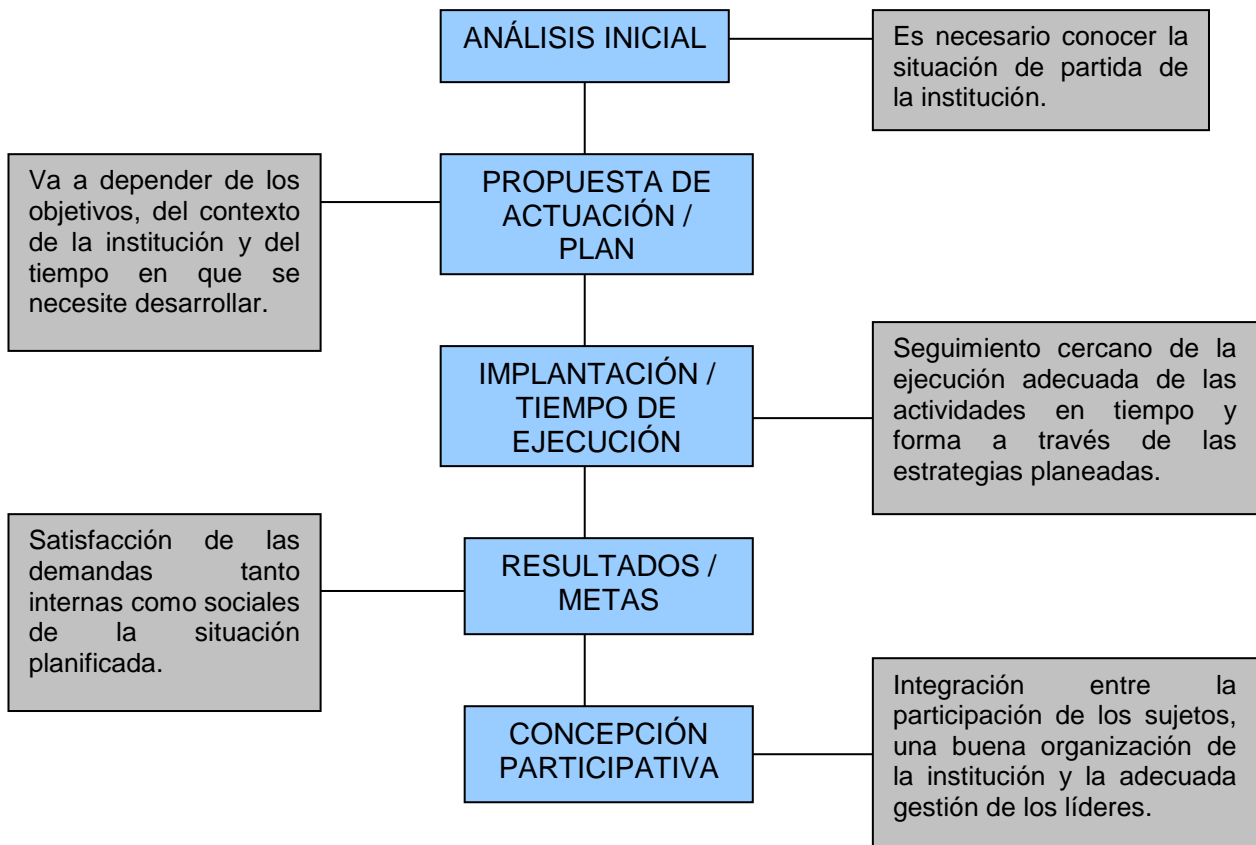 ANÁLISIS INICIAL
Es necesario conocer la
situación de partida de
la institución.
Va a depender de los
objetivos, del contexto
de la institución y del
tiempo en que se
necesite desarrollar.
PROPUESTA DE
ACTUACIÓN /
PLAN
IMPLANTACIÓN /
TIEMPO DE
EJECUCIÓN
Seguimiento cercano de la
ejecución adecuada de las
actividades en tiempo y
forma a través de las
estrategias planeadas.
Satisfacción de las
demandas tanto
internas como sociales
de la situación
planificada.
RESULTADOS /
METAS
CONCEPCIÓN
PARTICIPATIVA
Integración entre la
participación de los sujetos,
una buena organización de
la institución y la adecuada
gestión de los líderes.